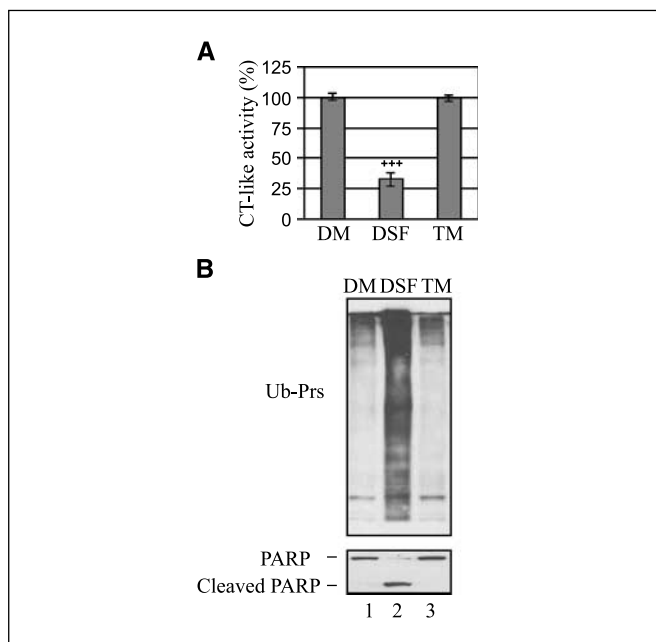 A
CT-like activity (%)
125
100
75
50
25
0
+++
DM DSF TM
B
DM DSF TM
Ub-Prs
PARP –
Cleaved PARP –
1 2 3